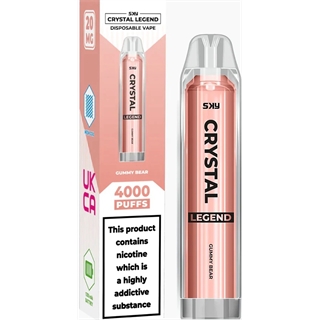 20 MG
UK
CA
SKY
CRYSTAL LEGEND
DISPOSABLE VAPE
SKY
CRYSTAL
LEGEND
GUMMY BEAR
4000
PUFFS
This product
contains
nicotine
which is a
highly
addictive
substance
SKY
CRYSTAL
LEGEND
GUMMY BEAR